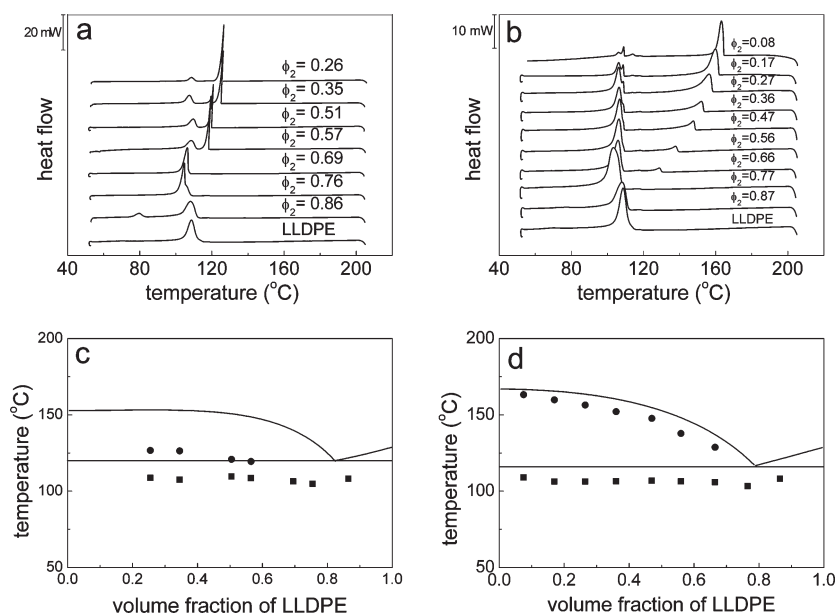 20 mW
a
heat flow
ϕ2 = 0.26
ϕ2 = 0.35
ϕ2 = 0.51
ϕ2 = 0.57
ϕ2 = 0.69
ϕ2 = 0.76
ϕ2 = 0.86
LLDPE
40 80 120 160 200
temperature (°C)
10 mW
b
heat flow
ϕ2=0.08
ϕ2=0.17
ϕ2=0.27
ϕ2=0.36
ϕ2=0.47
ϕ2=0.56
ϕ2=0.66
ϕ2=0.77
ϕ2=0.87
LLDPE
40 80 120 160 200
temperature (°C)
c
temperature (°C)
200
150
100
50
0.0 0.2 0.4 0.6 0.8 1.0
volume fraction of LLDPE
d
temperature (°C)
200
150
100
50
0.0 0.2 0.4 0.6 0.8 1.0
volume fraction of LLDPE